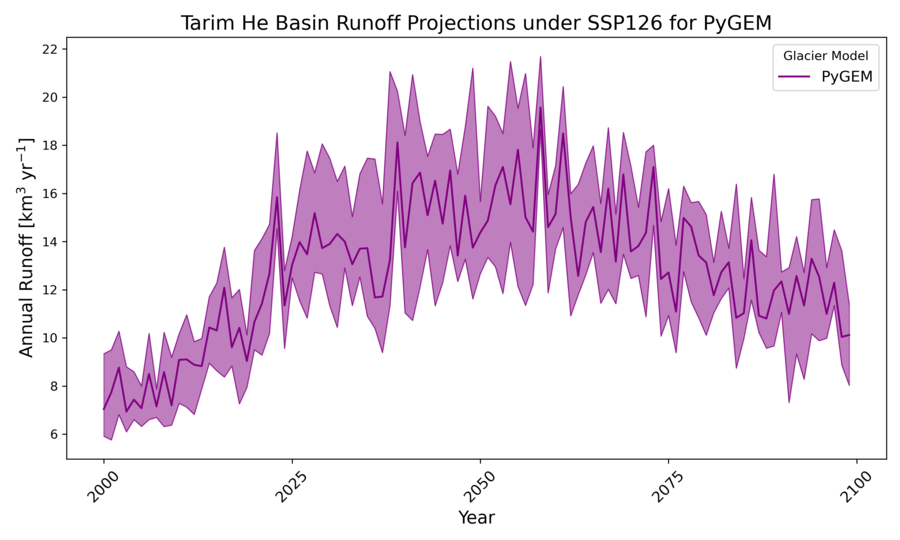 Tarim He Basin Runoff Projections under SSP126 for PyGEM
Annual Runoff [km³ yr⁻¹]
22
20
18
16
14
12
10
8
6
Glacier Model
PyGEM
2000
2025
2050
2075
2100
Year